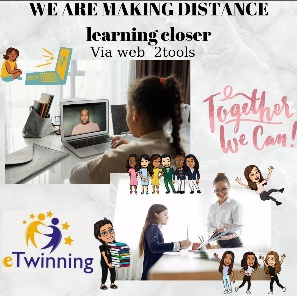 WE ARE MAKING DISTANCE
learning closer
Via web 2tools
Together
We Can!
eTwinning